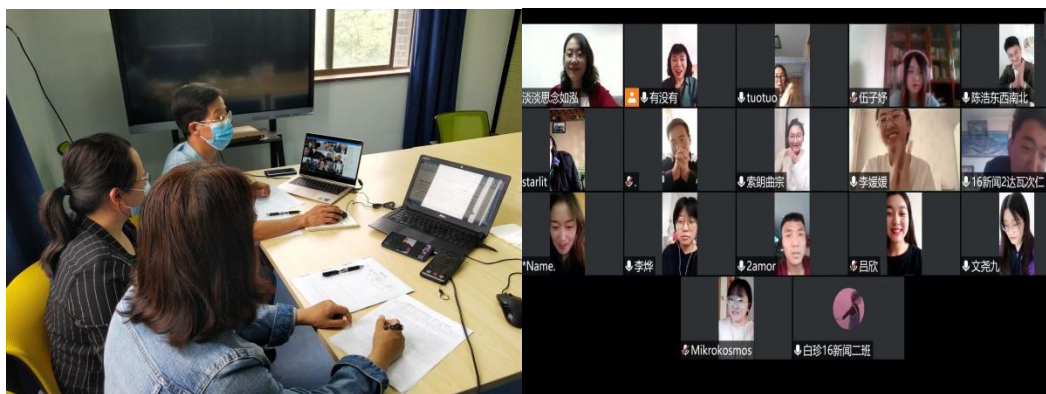 淡淡思念如泓
有没有
tuotuo
伍子妤
陈浩东西南北
starlit
.
索朗曲宗
李媛媛
16新闻2达瓦次仁
*Name.
李烨
2amor
吕欣
文尧九
Mikrokosmos
白珍16新闻二班